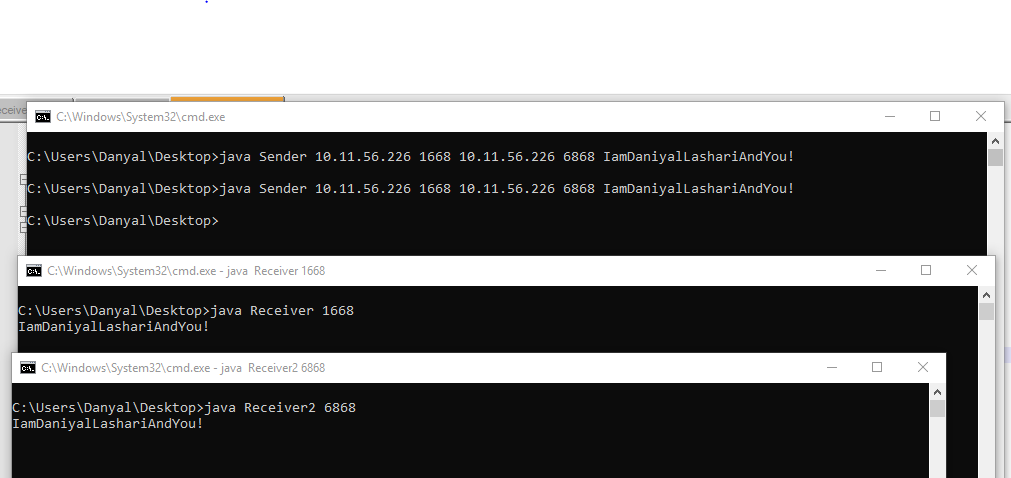 eceive
C:\Windows\System32\cmd.exe
C:\Users\Danyal\Desktop>java Sender 10.11.56.226 1668 10.11.56.226 6868 IamDaniyalLashariAndYou!
C:\Users\Danyal\Desktop>java Sender 10.11.56.226 1668 10.11.56.226 6868 IamDaniyalLashariAndYou!
C:\Users\Danyal\Desktop>
C:\Windows\System32\cmd.exe - java  Receiver 1668
C:\Users\Danyal\Desktop>java Receiver 1668
IamDaniyalLashariAndYou!
C:\Windows\System32\cmd.exe - java  Receiver2 6868
C:\Users\Danyal\Desktop>java Receiver2 6868
IamDaniyalLashariAndYou!